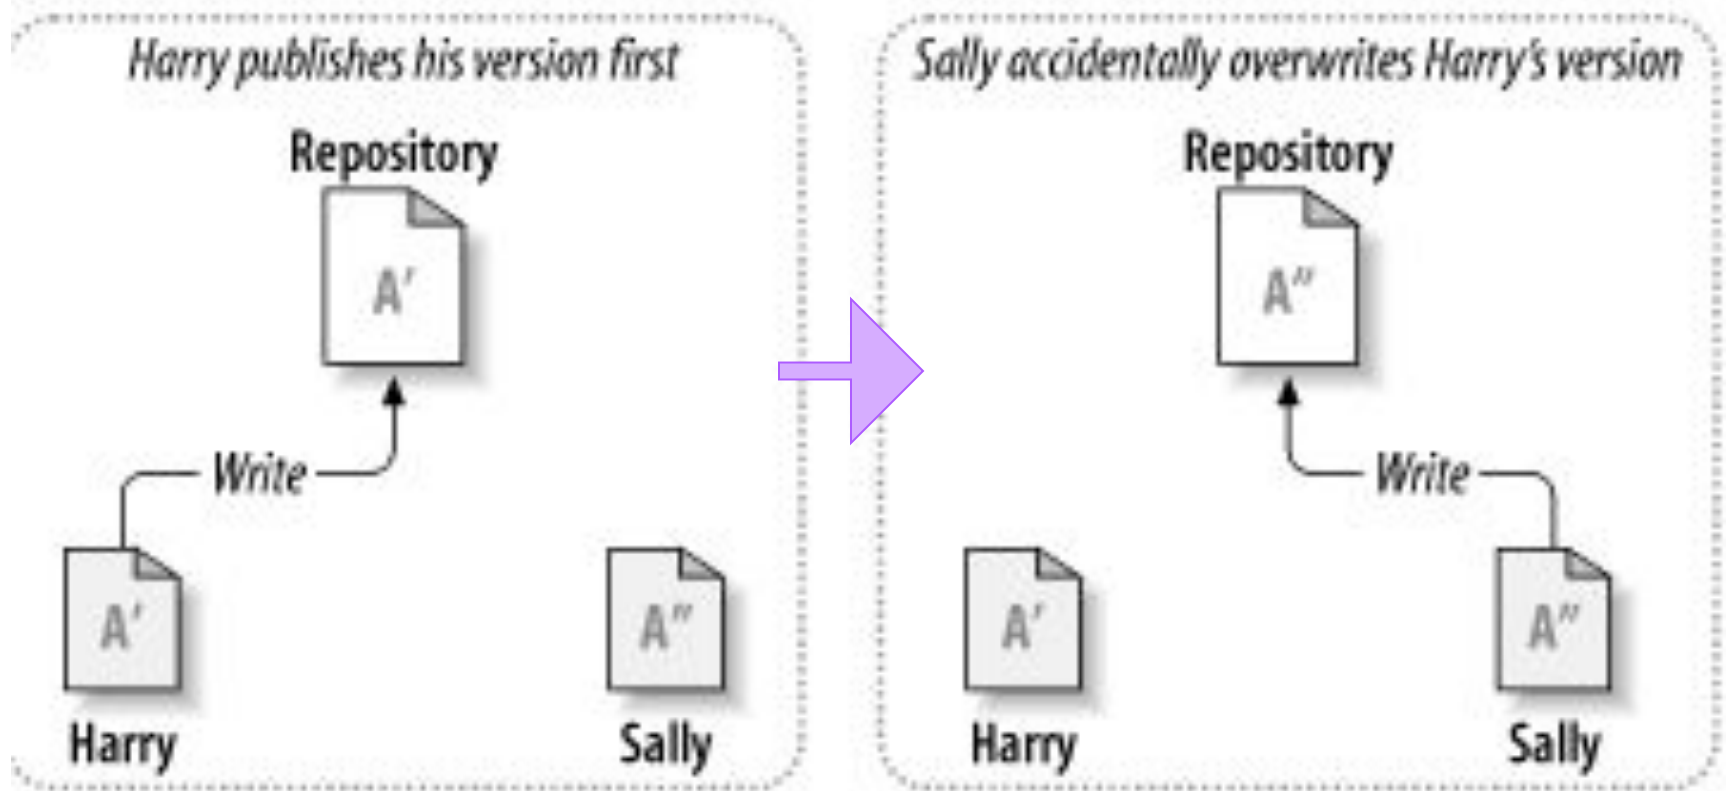 Harry publishes his version first
Repository
A'
Write
A'
A"
Harry
Sally
Sally accidentally overwrites Harry's version
Repository
A"
Write
A'
A"
Harry
Sally